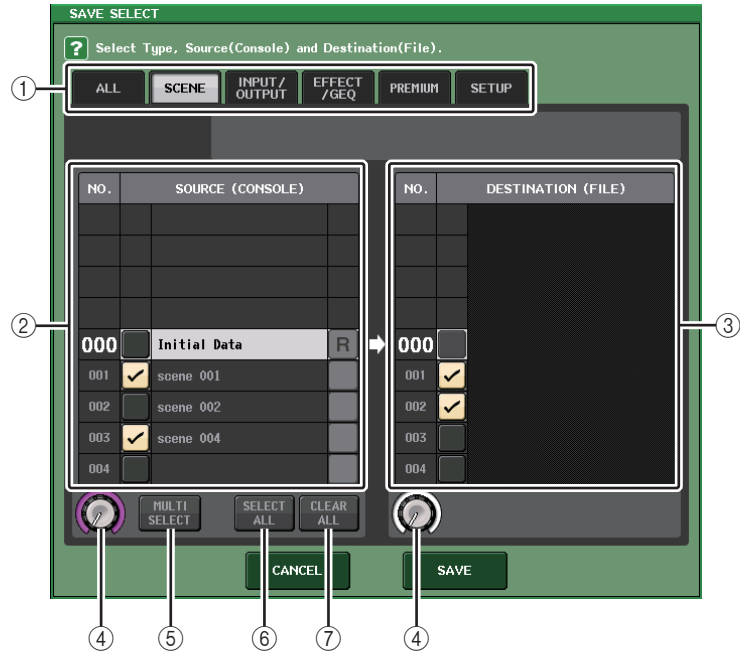 SAVE SELECT
? Select Type, Source(Console) and Destination(File).
① ALL SCENE INPUT/ OUTPUT EFFECT /GEQ PREMIUM SETUP
NO. SOURCE (CONSOLE) NO. DESTINATION (FILE)
② ③
000 Initial Data R 000
001 scene 001 001
002 scene 002 002
003 scene 004 003
004 004
MULTI SELECT SELECT ALL CLEAR ALL
CANCEL SAVE
④ ⑤ ⑥ ⑦ ④